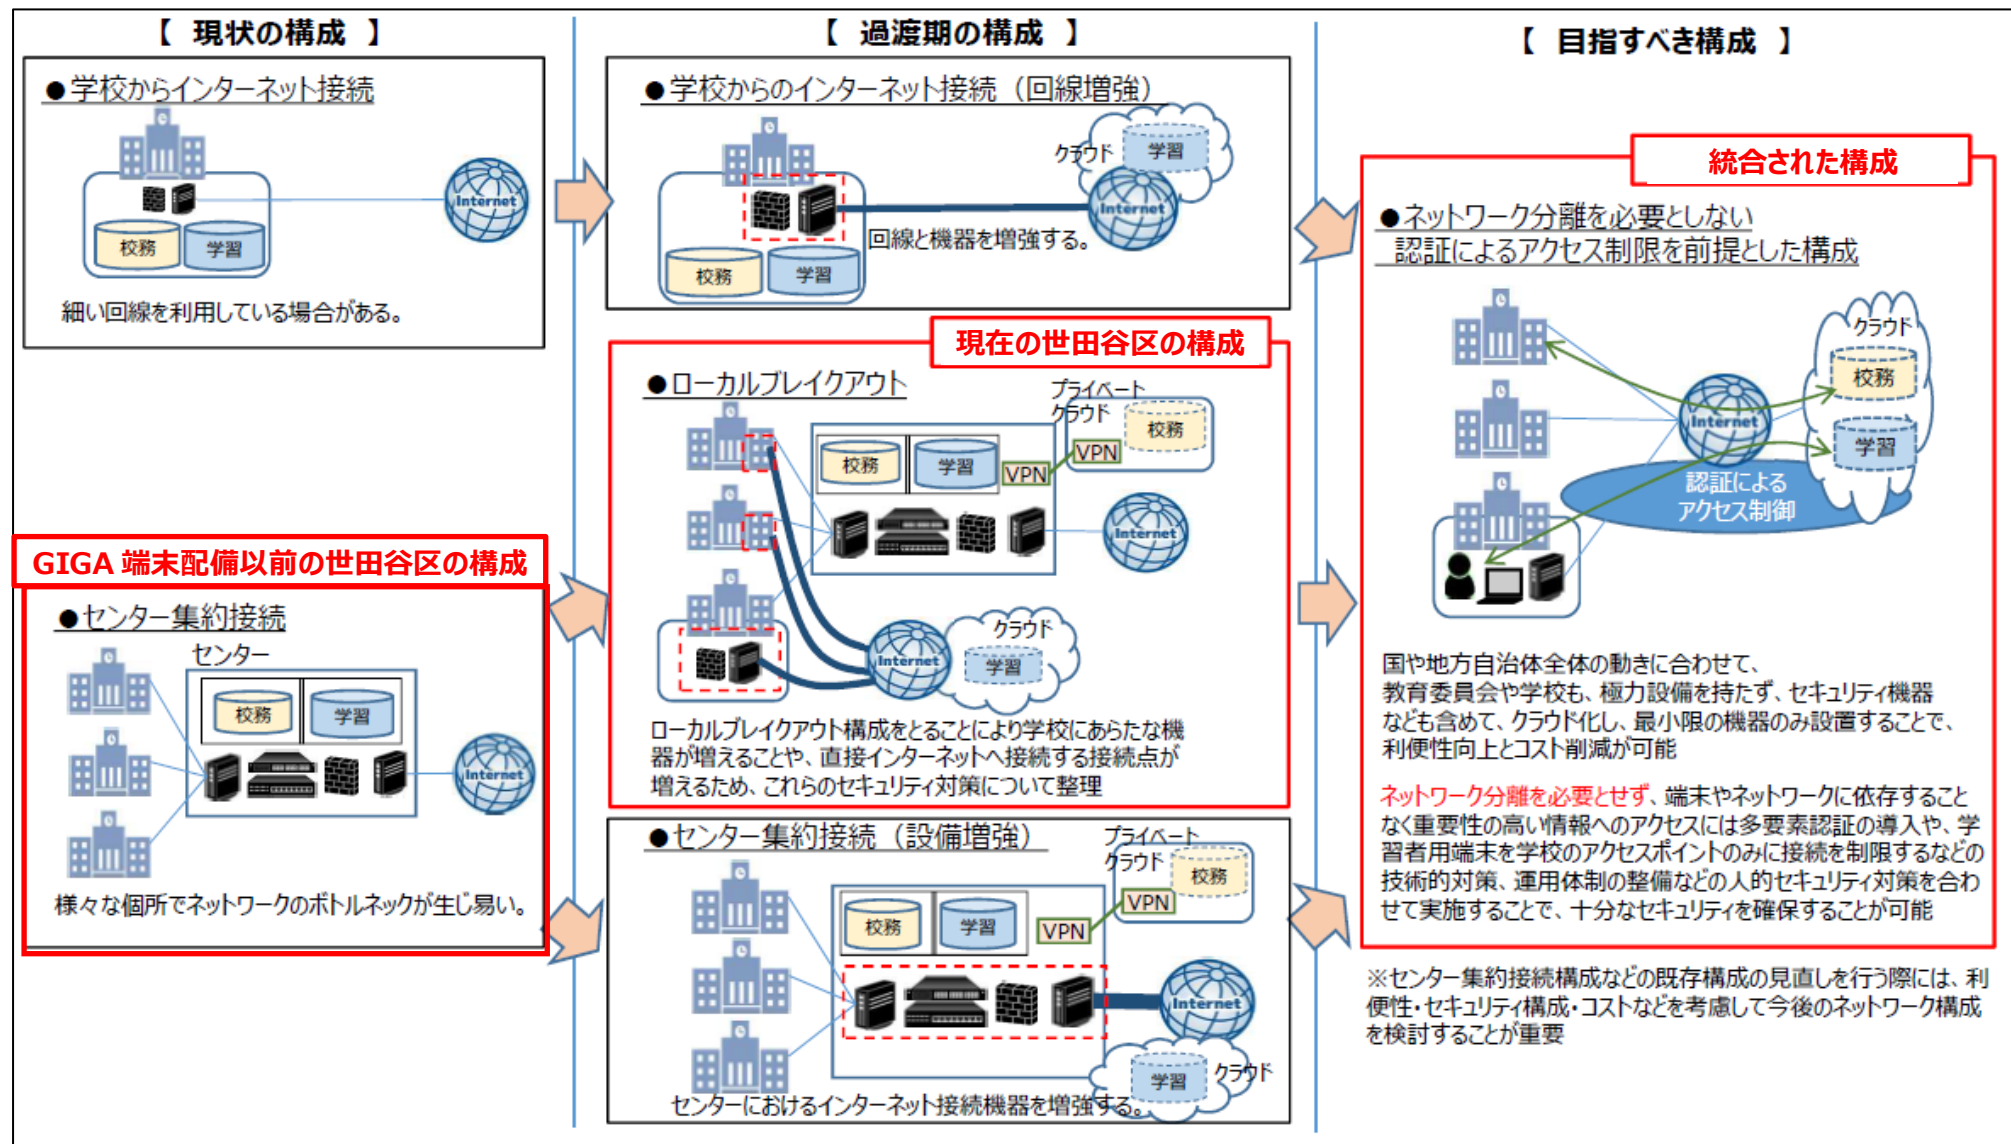 【 現状の構成 】
●学校からインターネット接続
Internet
校務
学習
細い回線を利用している場合がある。
GIGA 端末配備以前の世田谷区の構成
●センター集約接続
センター
校務
学習
Internet
様々な個所でネットワークのボトルネックが生じ易い。
【 過渡期の構成 】
●学校からのインターネット接続（回線増強）
クラウド
学習
Internet
回線と機器を増強する。
校務
学習
現在の世田谷区の構成
●ローカルブレイクアウト
プライベート
クラウド
校務
VPN
校務
学習
VPN
Internet
クラウド
Internet
学習
ローカルブレイクアウト構成をとることにより学校にあらたな機
器が増えることや、直接インターネットへ接続する接続点が
増えるため、これらのセキュリティ対策について整理
●センター集約接続（設備増強）
プライベート
クラウド
校務
VPN
校務
学習
VPN
Internet
学習
クラウド
センターにおけるインターネット接続機器を増強する。
【 目指すべき構成 】
統合された構成
●ネットワーク分離を必要としない
認証によるアクセス制限を前提とした構成
クラウド
校務
Internet
学習
認証による
アクセス制御
国や地方自治体全体の動きに合わせて、
教育委員会や学校も、極力設備を持たず、セキュリティ機器
なども含めて、クラウド化し、最小限の機器のみ設置することで、
利便性向上とコスト削減が可能
ネットワーク分離を必要とせず、端末やネットワークに依存すること
なく重要性の高い情報へのアクセスには多要素認証の導入や、学
習者用端末を学校のアクセスポイントのみに接続を制限するなどの
技術的対策、運用体制の整備などの人的セキュリティ対策を合わ
せて実施することで、十分なセキュリティを確保することが可能
※センター集約接続構成などの既存構成の見直しを行う際には、利
便性・セキュリティ構成・コストなどを考慮して今後のネットワーク構成
を検討することが重要